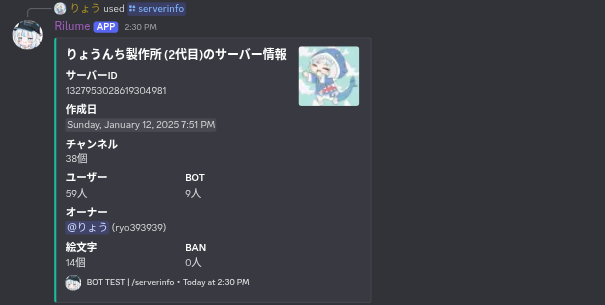 りょう used serverinfo
Rilume APP 2:30 PM
りょうんち製作所 (2代目)のサーバー情報
サーバーID
1327953028619304981
作成日
Sunday, January 12, 2025 7:51 PM
チャンネル
38個
ユーザー BOT
59人 9人
オーナー
@りょう (ryo393939)
絵文字 BAN
14個 0人
BOT TEST | /serverinfo • Today at 2:30 PM